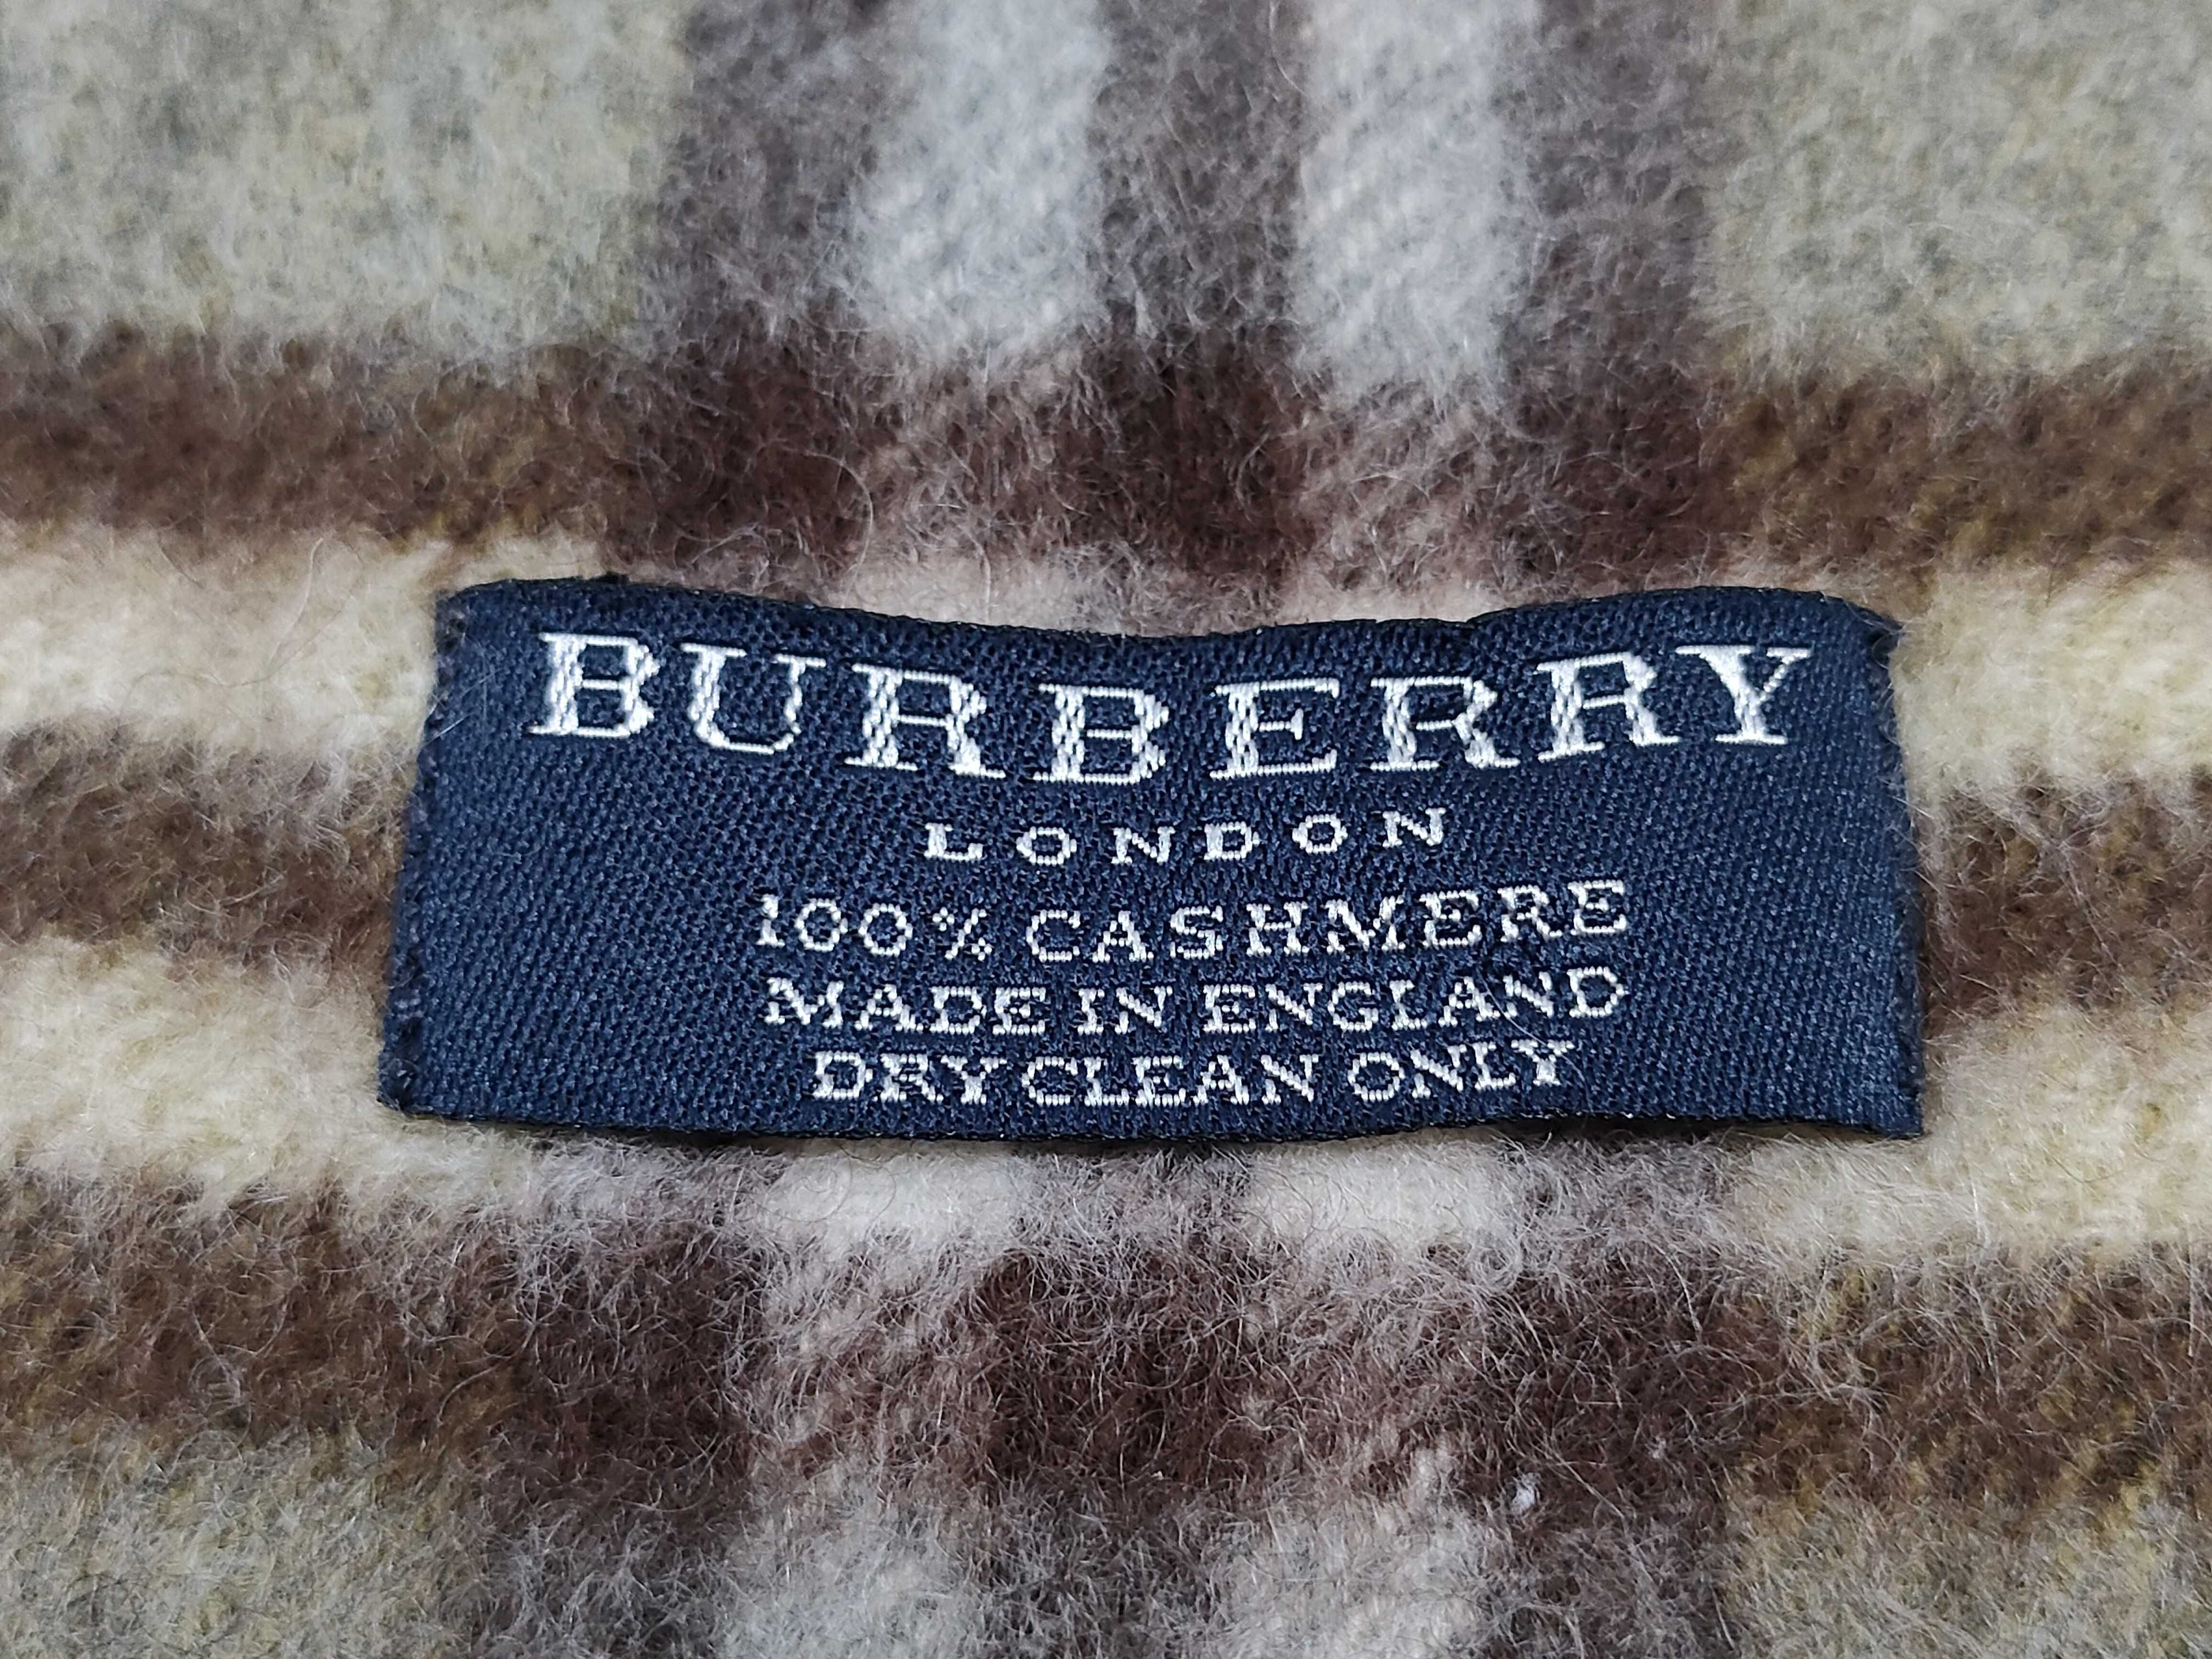 BURBERRY
LONDON
100% CASHMERE
MADE IN ENGLAND
DRY CLEAN ONLY